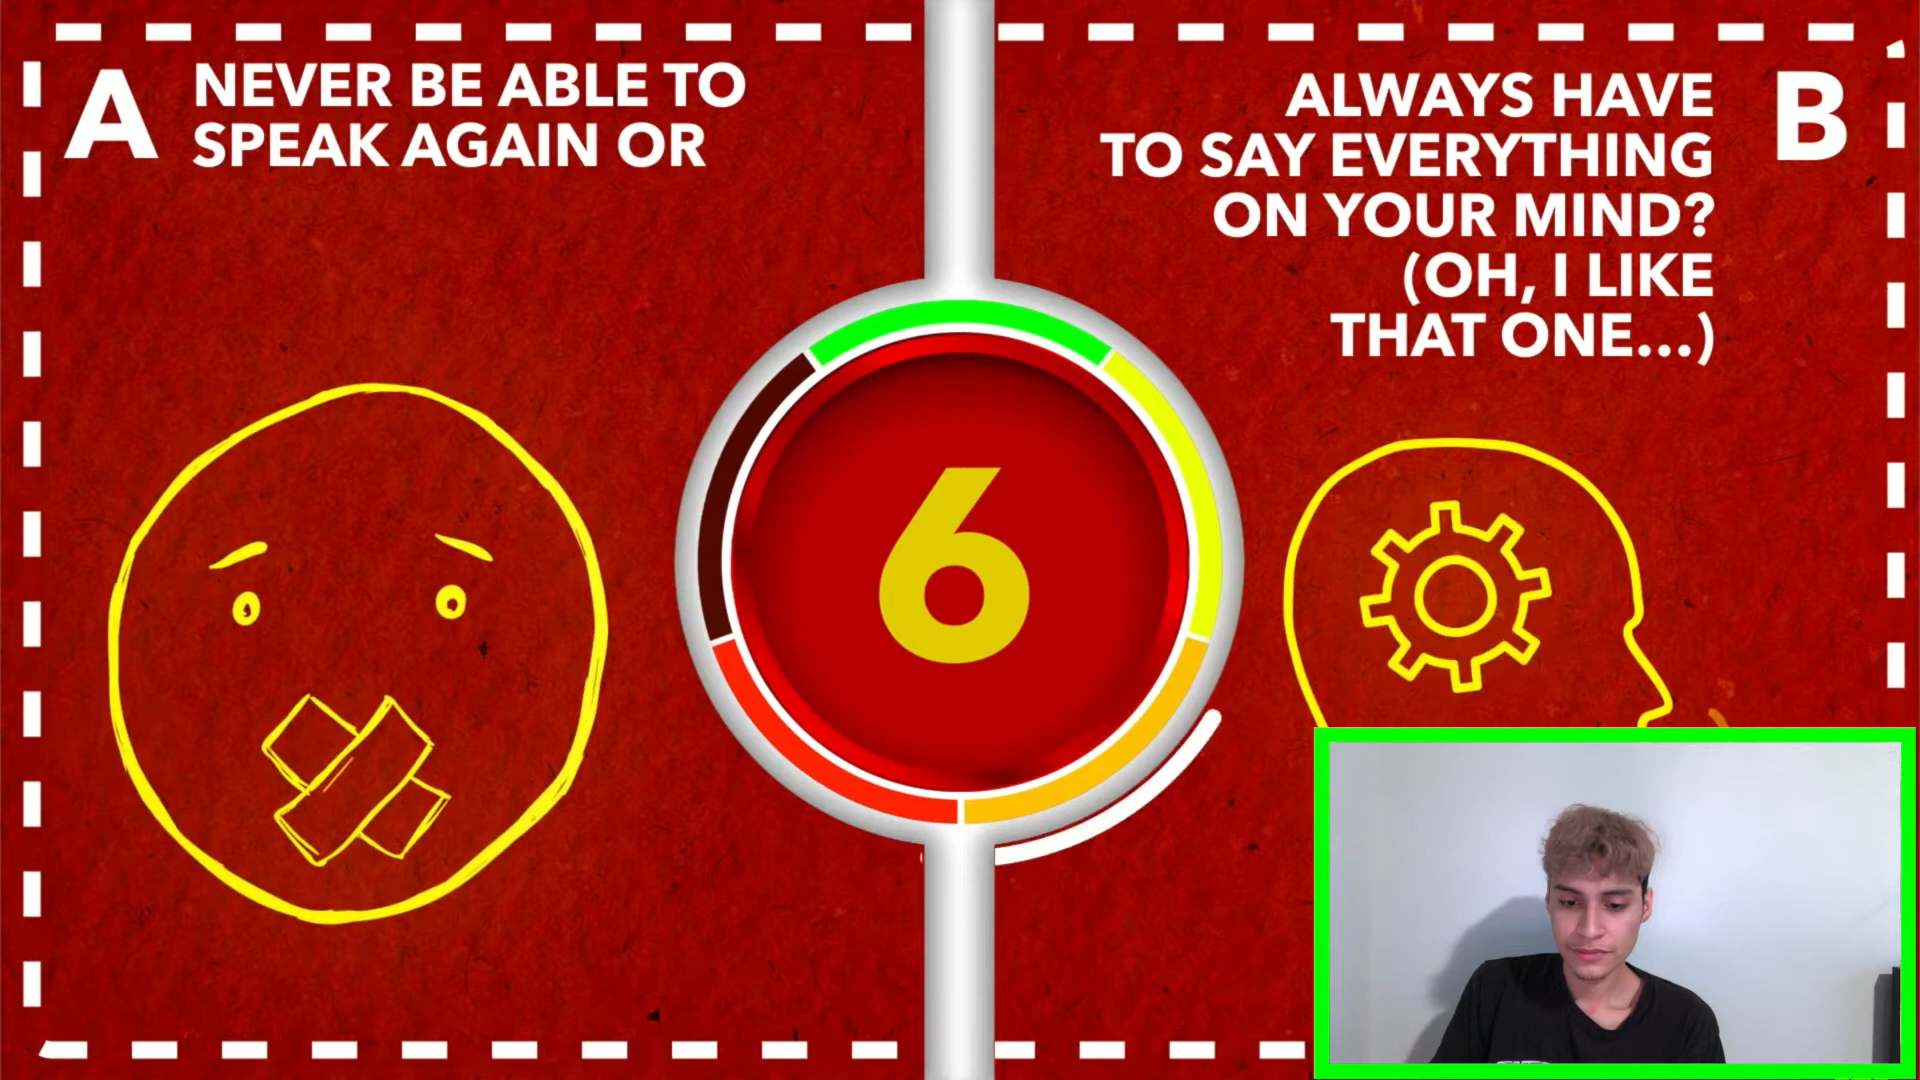 A
NEVER BE ABLE TO
SPEAK AGAIN OR
B
ALWAYS HAVE
TO SAY EVERYTHING
ON YOUR MIND?
(OH, I LIKE
THAT ONE...)
6